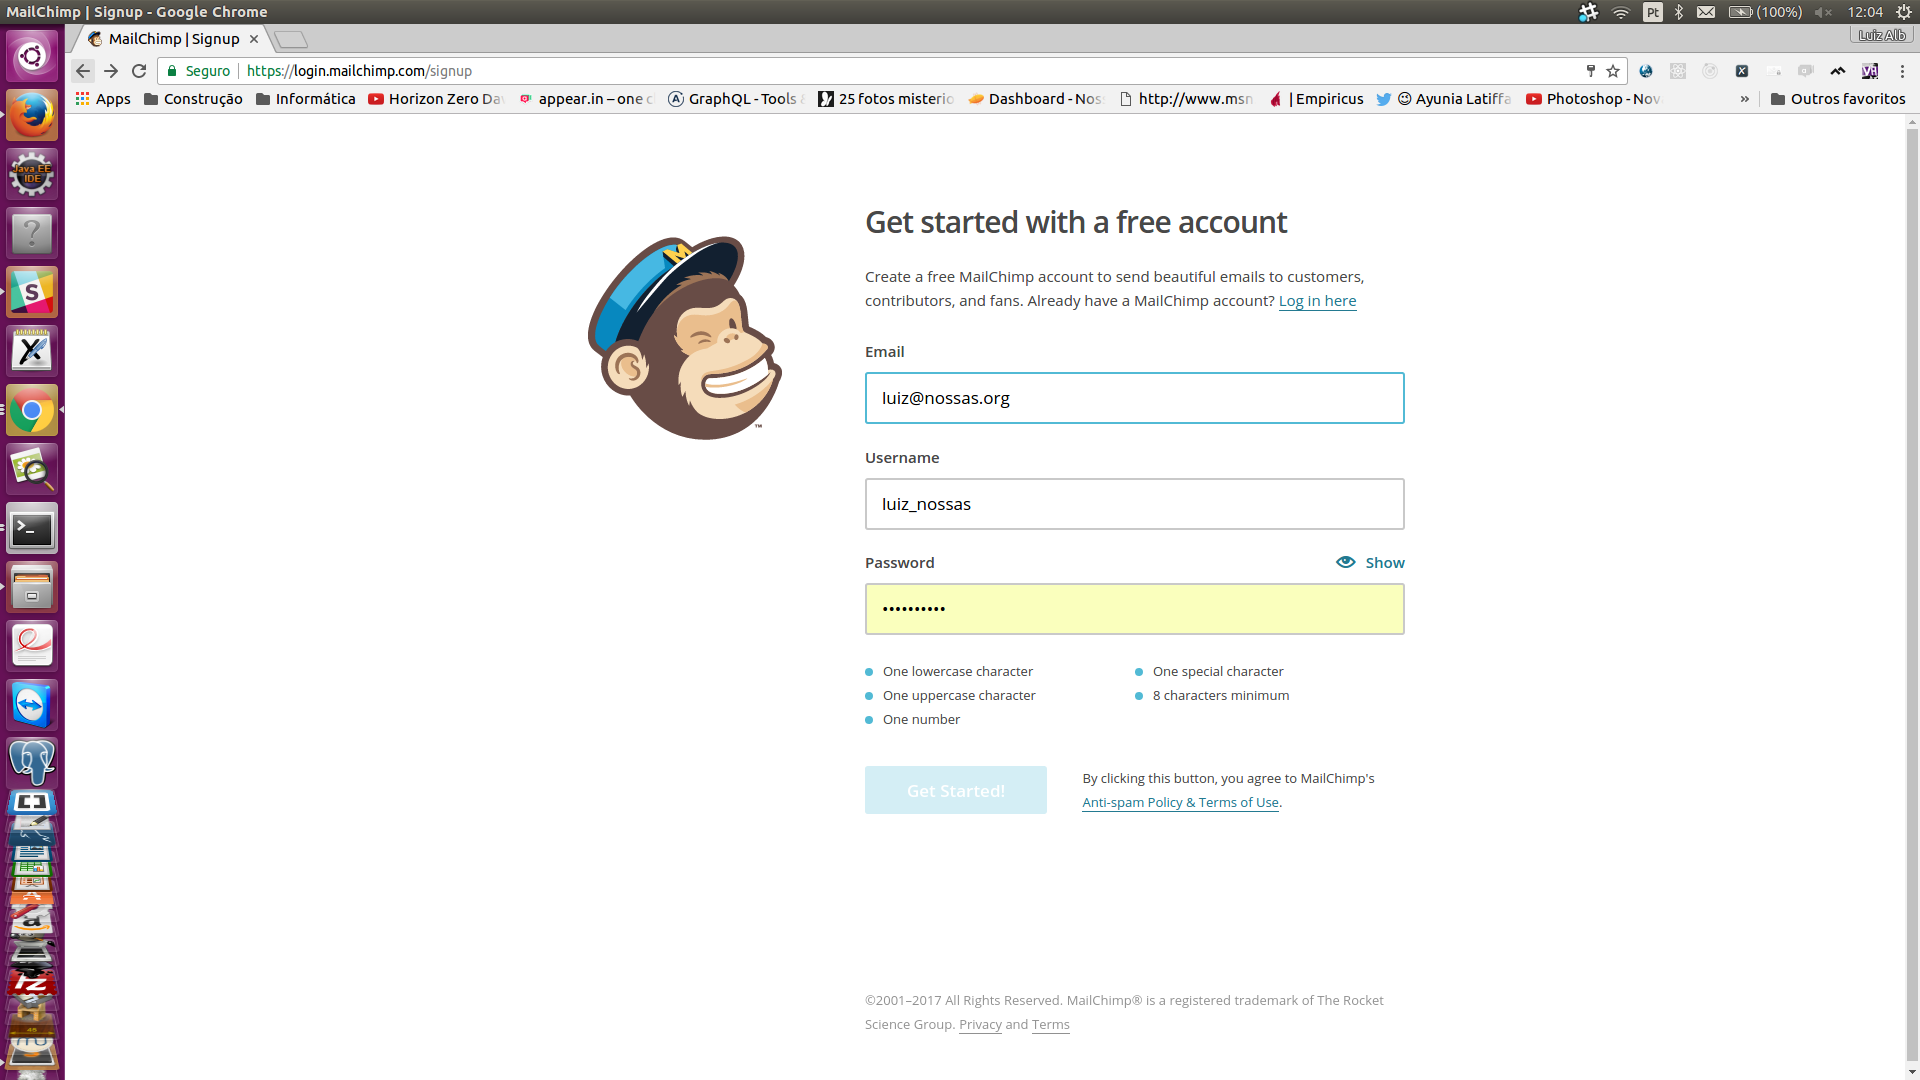 MailChimp | Signup - Google Chrome
Pt
(100%)
12:04
MailChimp | Signup
Luiz Alb
Seguro
https://login.mailchimp.com/signup
Apps
Construção
Informática
Horizon Zero Da
appear.in – one c
GraphQL - Tools
25 fotos misterio
Dashboard - Nos
http://www.msn
| Empiricus
Ayunia Latiffa
Photoshop - Nov
»
Outros favoritos
Java EE
IDE
Get started with a free account
Create a free MailChimp account to send beautiful emails to customers,
contributors, and fans. Already have a MailChimp account? Log in here
M
™
Email
luiz@nossas.org
Username
luiz_nossas
Password
Show
••••••••••
One lowercase character
One special character
One uppercase character
8 characters minimum
One number
Get Started!
By clicking this button, you agree to MailChimp's
Anti-spam Policy & Terms of Use.
©2001–2017 All Rights Reserved. MailChimp® is a registered trademark of The Rocket
Science Group. Privacy and Terms